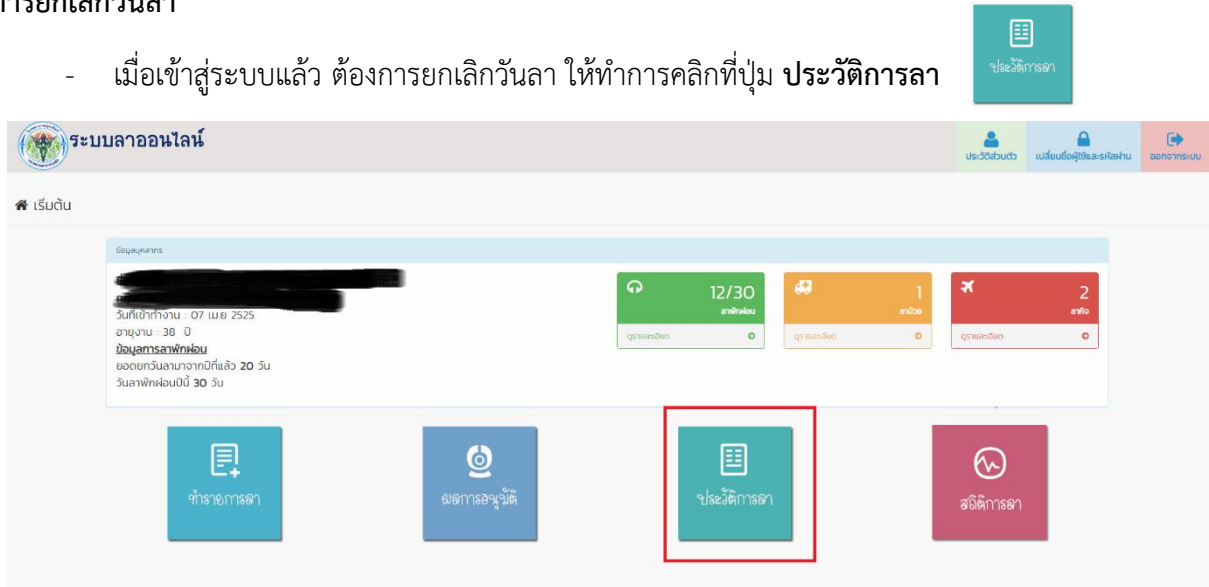 การยกเลิกวันลา
- เมื่อเข้าสู่ระบบแล้ว ต้องการยกเลิกวันลา ให้ทำการคลิกที่ปุ่ม ประวัติการลา
ประวัติการลา
ระบบลาออนไลน์
ประวัติส่วนตัว
เปลี่ยนชื่อผู้ใช้และรหัสผ่าน
ออกจากระบบ
เริ่มต้น
ข้อมูลบุคลากร
วันที่เข้าทำงาน : 07 เม.ย 2525
อายุงาน : 38 ปี
ข้อมูลการลาพักผ่อน
ยอดยกวันลามาจากปีที่แล้ว 20 วัน
วันลาพักผ่อนปีนี้ 30 วัน
12/30
ลาพักผ่อน
ดูรายละเอียด
1
ลาป่วย
ดูรายละเอียด
2
ลากิจ
ดูรายละเอียด
ทำรายการลา
ผลการอนุมัติ
ประวัติการลา
สถิติการลา